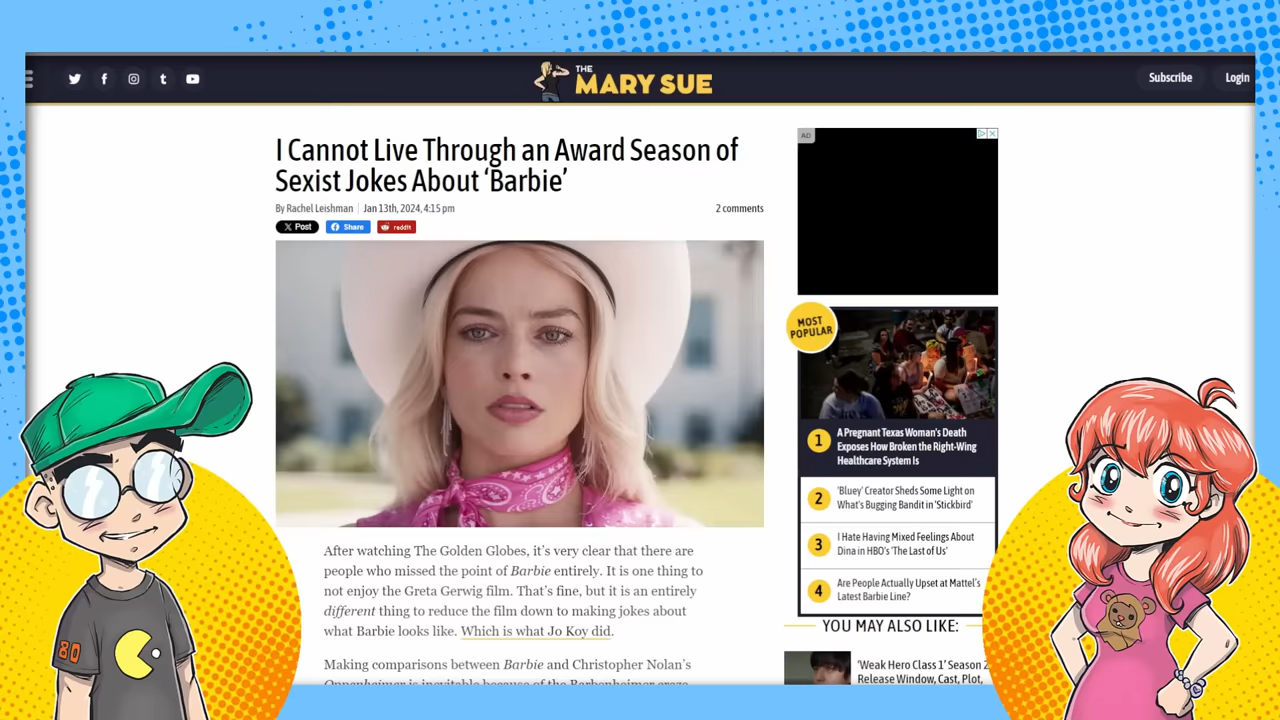 THE
MARY SUE
Subscribe
Login
I Cannot Live Through an Award Season of
Sexist Jokes About ‘Barbie’
By Rachel Leishman
Jan 13th, 2024, 4:15 pm
2 comments
Post
Share
reddit
After watching The Golden Globes, it’s very clear that there are
people who missed the point of Barbie entirely. It is one thing to
not enjoy the Greta Gerwig film. That’s fine, but it is an entirely
different thing to reduce the film down to making jokes about
what Barbie looks like. Which is what Jo Koy did.
Making comparisons between Barbie and Christopher Nolan’s
Oppenheimer is inevitable because of the Barbenheimer craze
AD
MOST
POPULAR
1
A Pregnant Texas Woman's Death
Exposes How Broken the Right-Wing
Healthcare System Is
2
'Bluey' Creator Sheds Some Light on
What's Bugging Bandit in 'Stickbird'
3
I Hate Having Mixed Feelings About
Dina in HBO's 'The Last of Us'
4
Are People Actually Upset at Mattel's
Latest Barbie Line?
YOU MAY ALSO LIKE:
'Weak Hero Class 1' Season 2
Release Window, Cast, Plot,
80